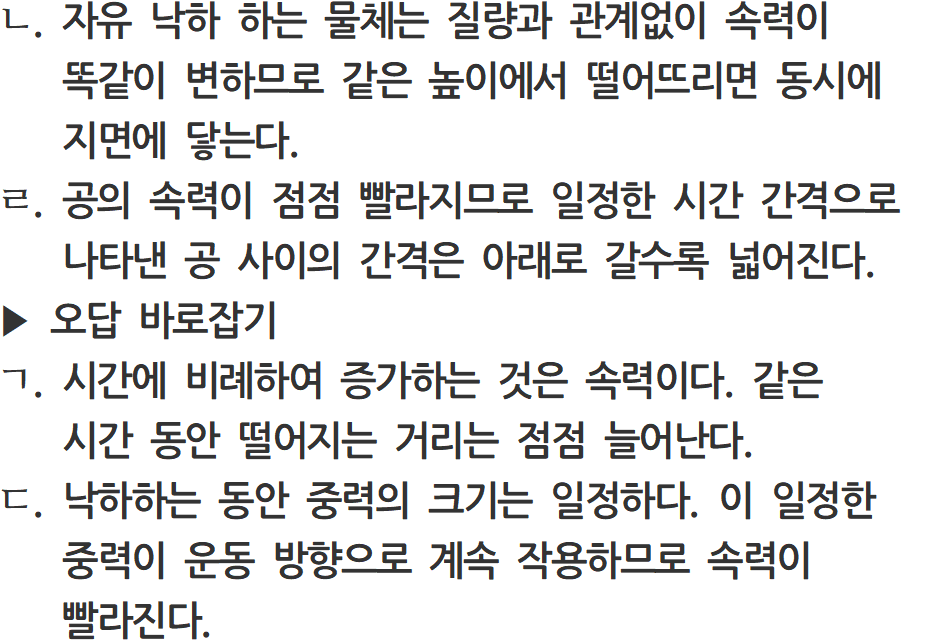 ㄴ. 자유 낙하 하는 물체는 질량과 관계없이 속력이
똑같이 변하므로 같은 높이에서 떨어뜨리면 동시에
지면에 닿는다.
ㄹ. 공의 속력이 점점 빨라지므로 일정한 시간 간격으로
나타낸 공 사이의 간격은 아래로 갈수록 넓어진다.
▶ 오답 바로잡기
ㄱ. 시간에 비례하여 증가하는 것은 속력이다. 같은
시간 동안 떨어지는 거리는 점점 늘어난다.
ㄷ. 낙하하는 동안 중력의 크기는 일정하다. 이 일정한
중력이 운동 방향으로 계속 작용하므로 속력이
빨라진다.